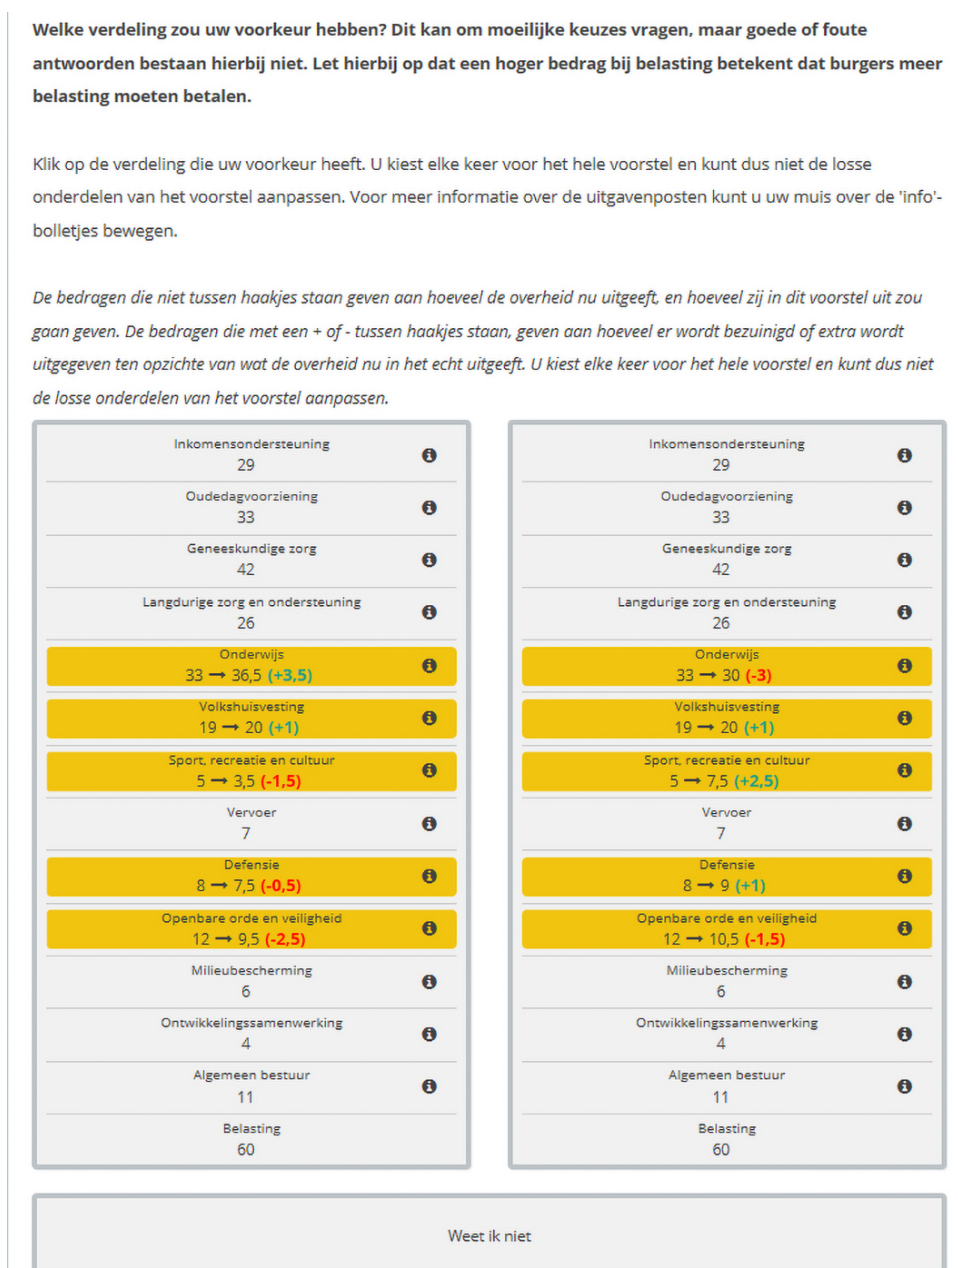 Welke verdeling zou uw voorkeur hebben? Dit kan om moeilijke keuzes vragen, maar goede of foute
antwoorden bestaan hierbij niet. Let hierbij op dat een hoger bedrag bij belasting betekent dat burgers meer
belasting moeten betalen.
Klik op de verdeling die uw voorkeur heeft. U kiest elke keer voor het hele voorstel en kunt dus niet de losse
onderdelen van het voorstel aanpassen. Voor meer informatie over de uitgavenposten kunt u uw muis over de 'info'-
bolletjes bewegen.
De bedragen die niet tussen haakjes staan geven aan hoeveel de overheid nu uitgeeft, en hoeveel zij in dit voorstel uit zou
gaan geven. De bedragen die met een + of - tussen haakjes staan, geven aan hoeveel er wordt bezuinigd of extra wordt
uitgegeven ten opzichte van wat de overheid nu in het echt uitgeeft. U kiest elke keer voor het hele voorstel en kunt dus niet
de losse onderdelen van het voorstel aanpassen.
Inkomensondersteuning
29
Oudedagvoorziening
33
Geneeskundige zorg
42
Langdurige zorg en ondersteuning
26
Onderwijs
33 → 36,5 (+3,5)
Volkshuisvesting
19 → 20 (+1)
Sport, recreatie en cultuur
5 → 3,5 (-1,5)
Vervoer
7
Defensie
8 → 7,5 (-0,5)
Openbare orde en veiligheid
12 → 9,5 (-2,5)
Milieubescherming
6
Ontwikkelingssamenwerking
4
Algemeen bestuur
11
Belasting
60
Inkomensondersteuning
29
Oudedagvoorziening
33
Geneeskundige zorg
42
Langdurige zorg en ondersteuning
26
Onderwijs
33 → 30 (-3)
Volkshuisvesting
19 → 20 (+1)
Sport, recreatie en cultuur
5 → 7,5 (+2,5)
Vervoer
7
Defensie
8 → 9 (+1)
Openbare orde en veiligheid
12 → 10,5 (-1,5)
Milieubescherming
6
Ontwikkelingssamenwerking
4
Algemeen bestuur
11
Belasting
60
Weet ik niet